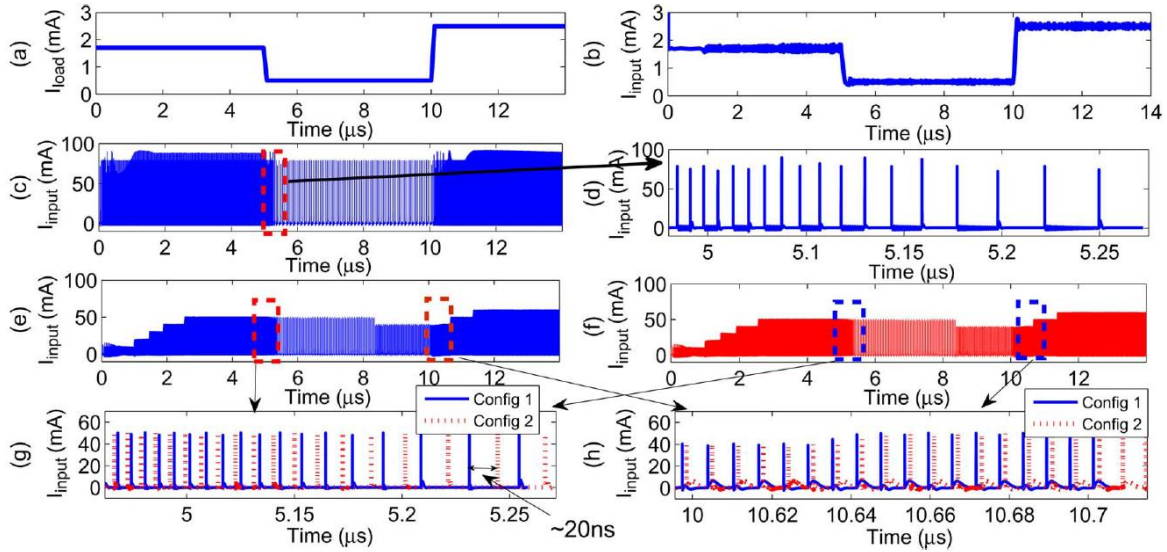 (a)
I_load (mA)
3
2
1
0
0 2 4 6 8 10 12
Time (μs)
(b)
I_input (mA)
3
2
1
0
0 2 4 6 8 10 12 14
Time (μs)
(c)
I_input (mA)
100
50
0
0 2 4 6 8 10 12
Time (μs)
(d)
I_input (mA)
100
50
0
5 5.1 5.15 5.2 5.25
Time (μs)
(e)
I_input (mA)
100
50
0
0 2 4 6 8 10 12
Time (μs)
(f)
I_input (mA)
100
50
0
0 2 4 6 8 10 12
Time (μs)
(g)
I_input (mA)
60
40
20
0
Config 1
Config 2
5 5.15 5.2 5.25
Time (μs)
~20ns
(h)
I_input (mA)
60
40
20
0
Config 1
Config 2
10 10.62 10.64 10.66 10.68 10.7
Time (μs)